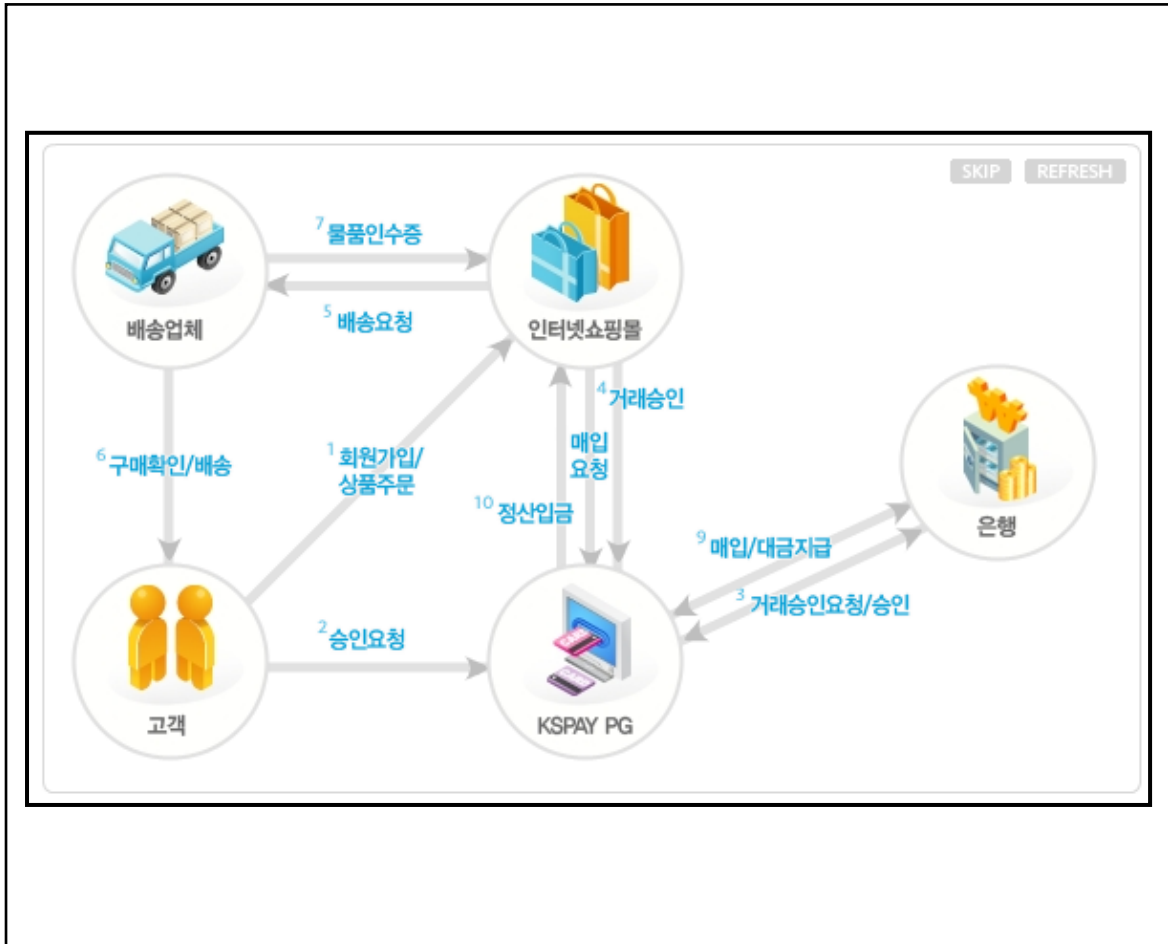 SKIP REFRESH
7 물품인수증
5 배송요청
배송업체
인터넷쇼핑몰
4 거래승인
매입
요청
1 회원가입/
상품주문
6 구매확인/배송
10 정산입금
은행
9 매입/대금지급
3 거래승인요청/승인
2 승인요청
고객
KSPAY PG